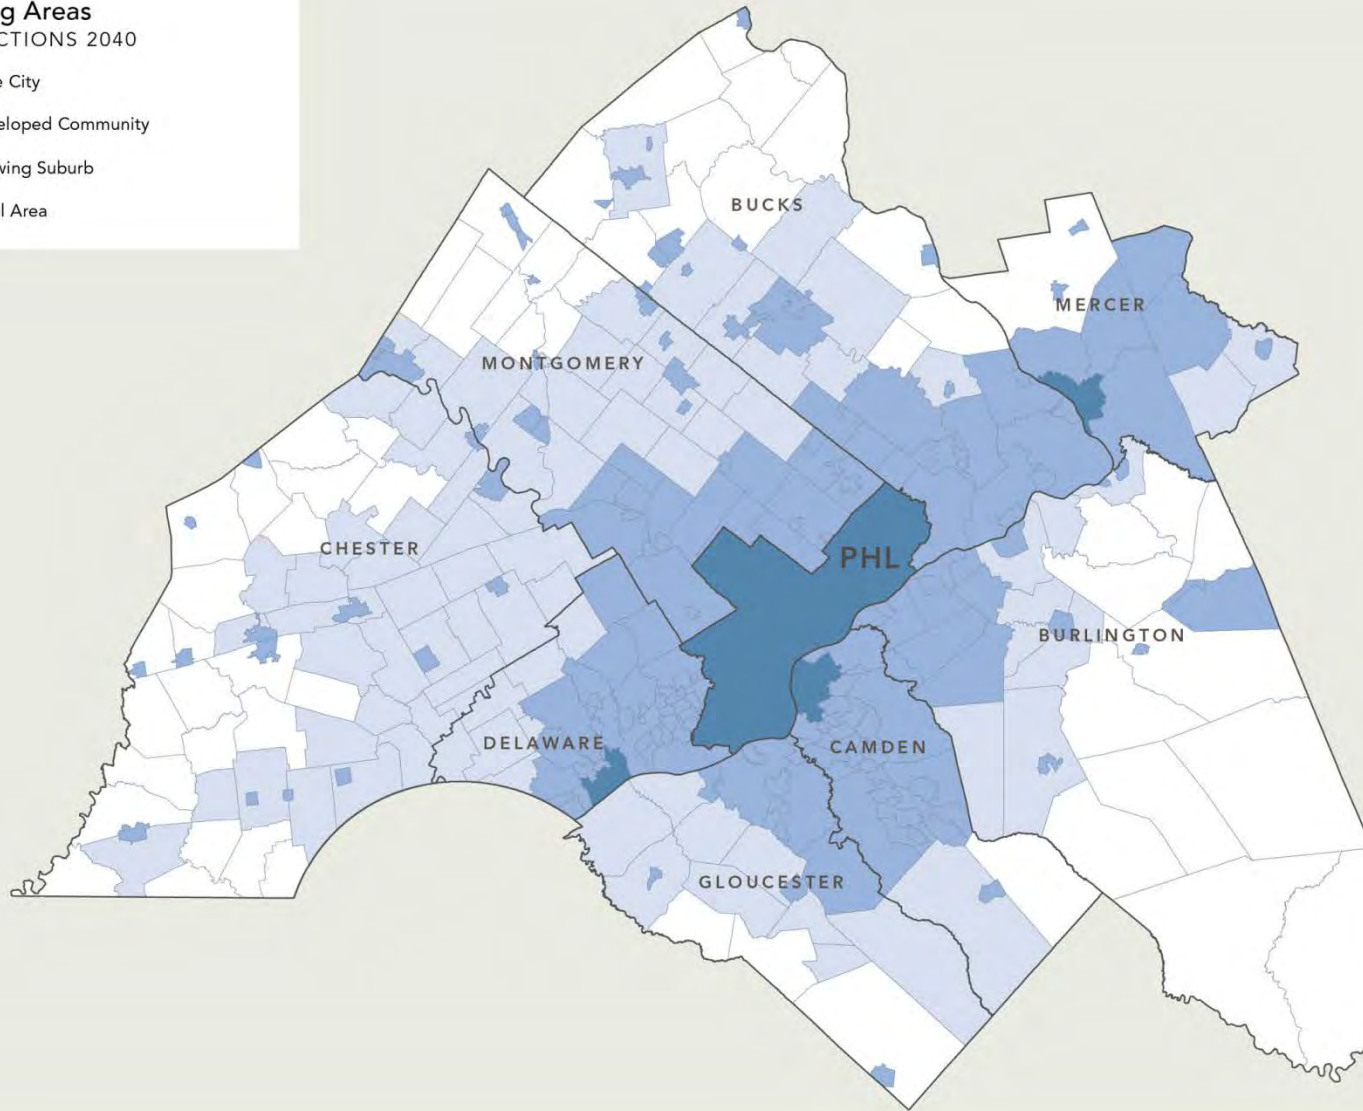 g Areas
CTIONS 2040
e City
eloped Community
wing Suburb
l Area
BUCKS
MERCER
MONTGOMERY
CHESTER
PHL
BURLINGTON
DELAWARE
CAMDEN
GLOUCESTER